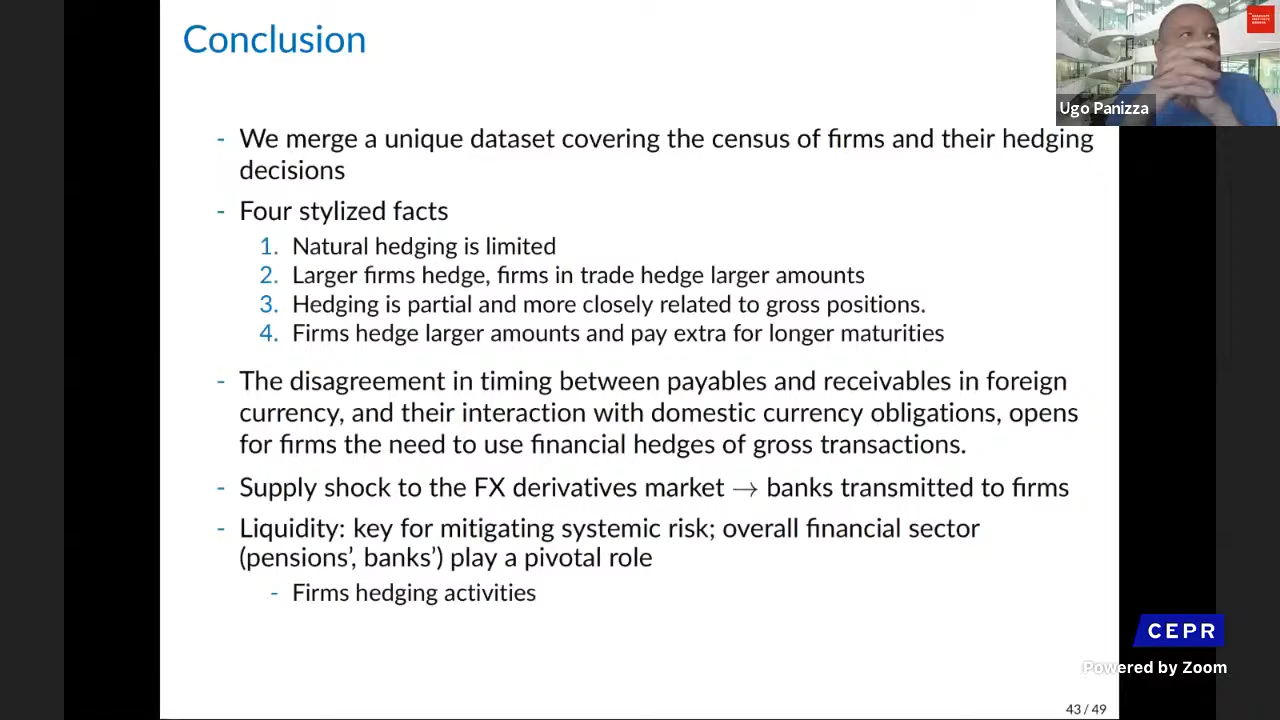 Conclusion
Ugo Panizza
- We merge a unique dataset covering the census of firms and their hedging
decisions
- Four stylized facts
1. Natural hedging is limited
2. Larger firms hedge, firms in trade hedge larger amounts
3. Hedging is partial and more closely related to gross positions.
4. Firms hedge larger amounts and pay extra for longer maturities
- The disagreement in timing between payables and receivables in foreign
currency, and their interaction with domestic currency obligations, opens
for firms the need to use financial hedges of gross transactions.
- Supply shock to the FX derivatives market → banks transmitted to firms
- Liquidity: key for mitigating systemic risk; overall financial sector
(pensions’, banks’) play a pivotal role
- Firms hedging activities
CEPR
Powered by Zoom
43 / 49